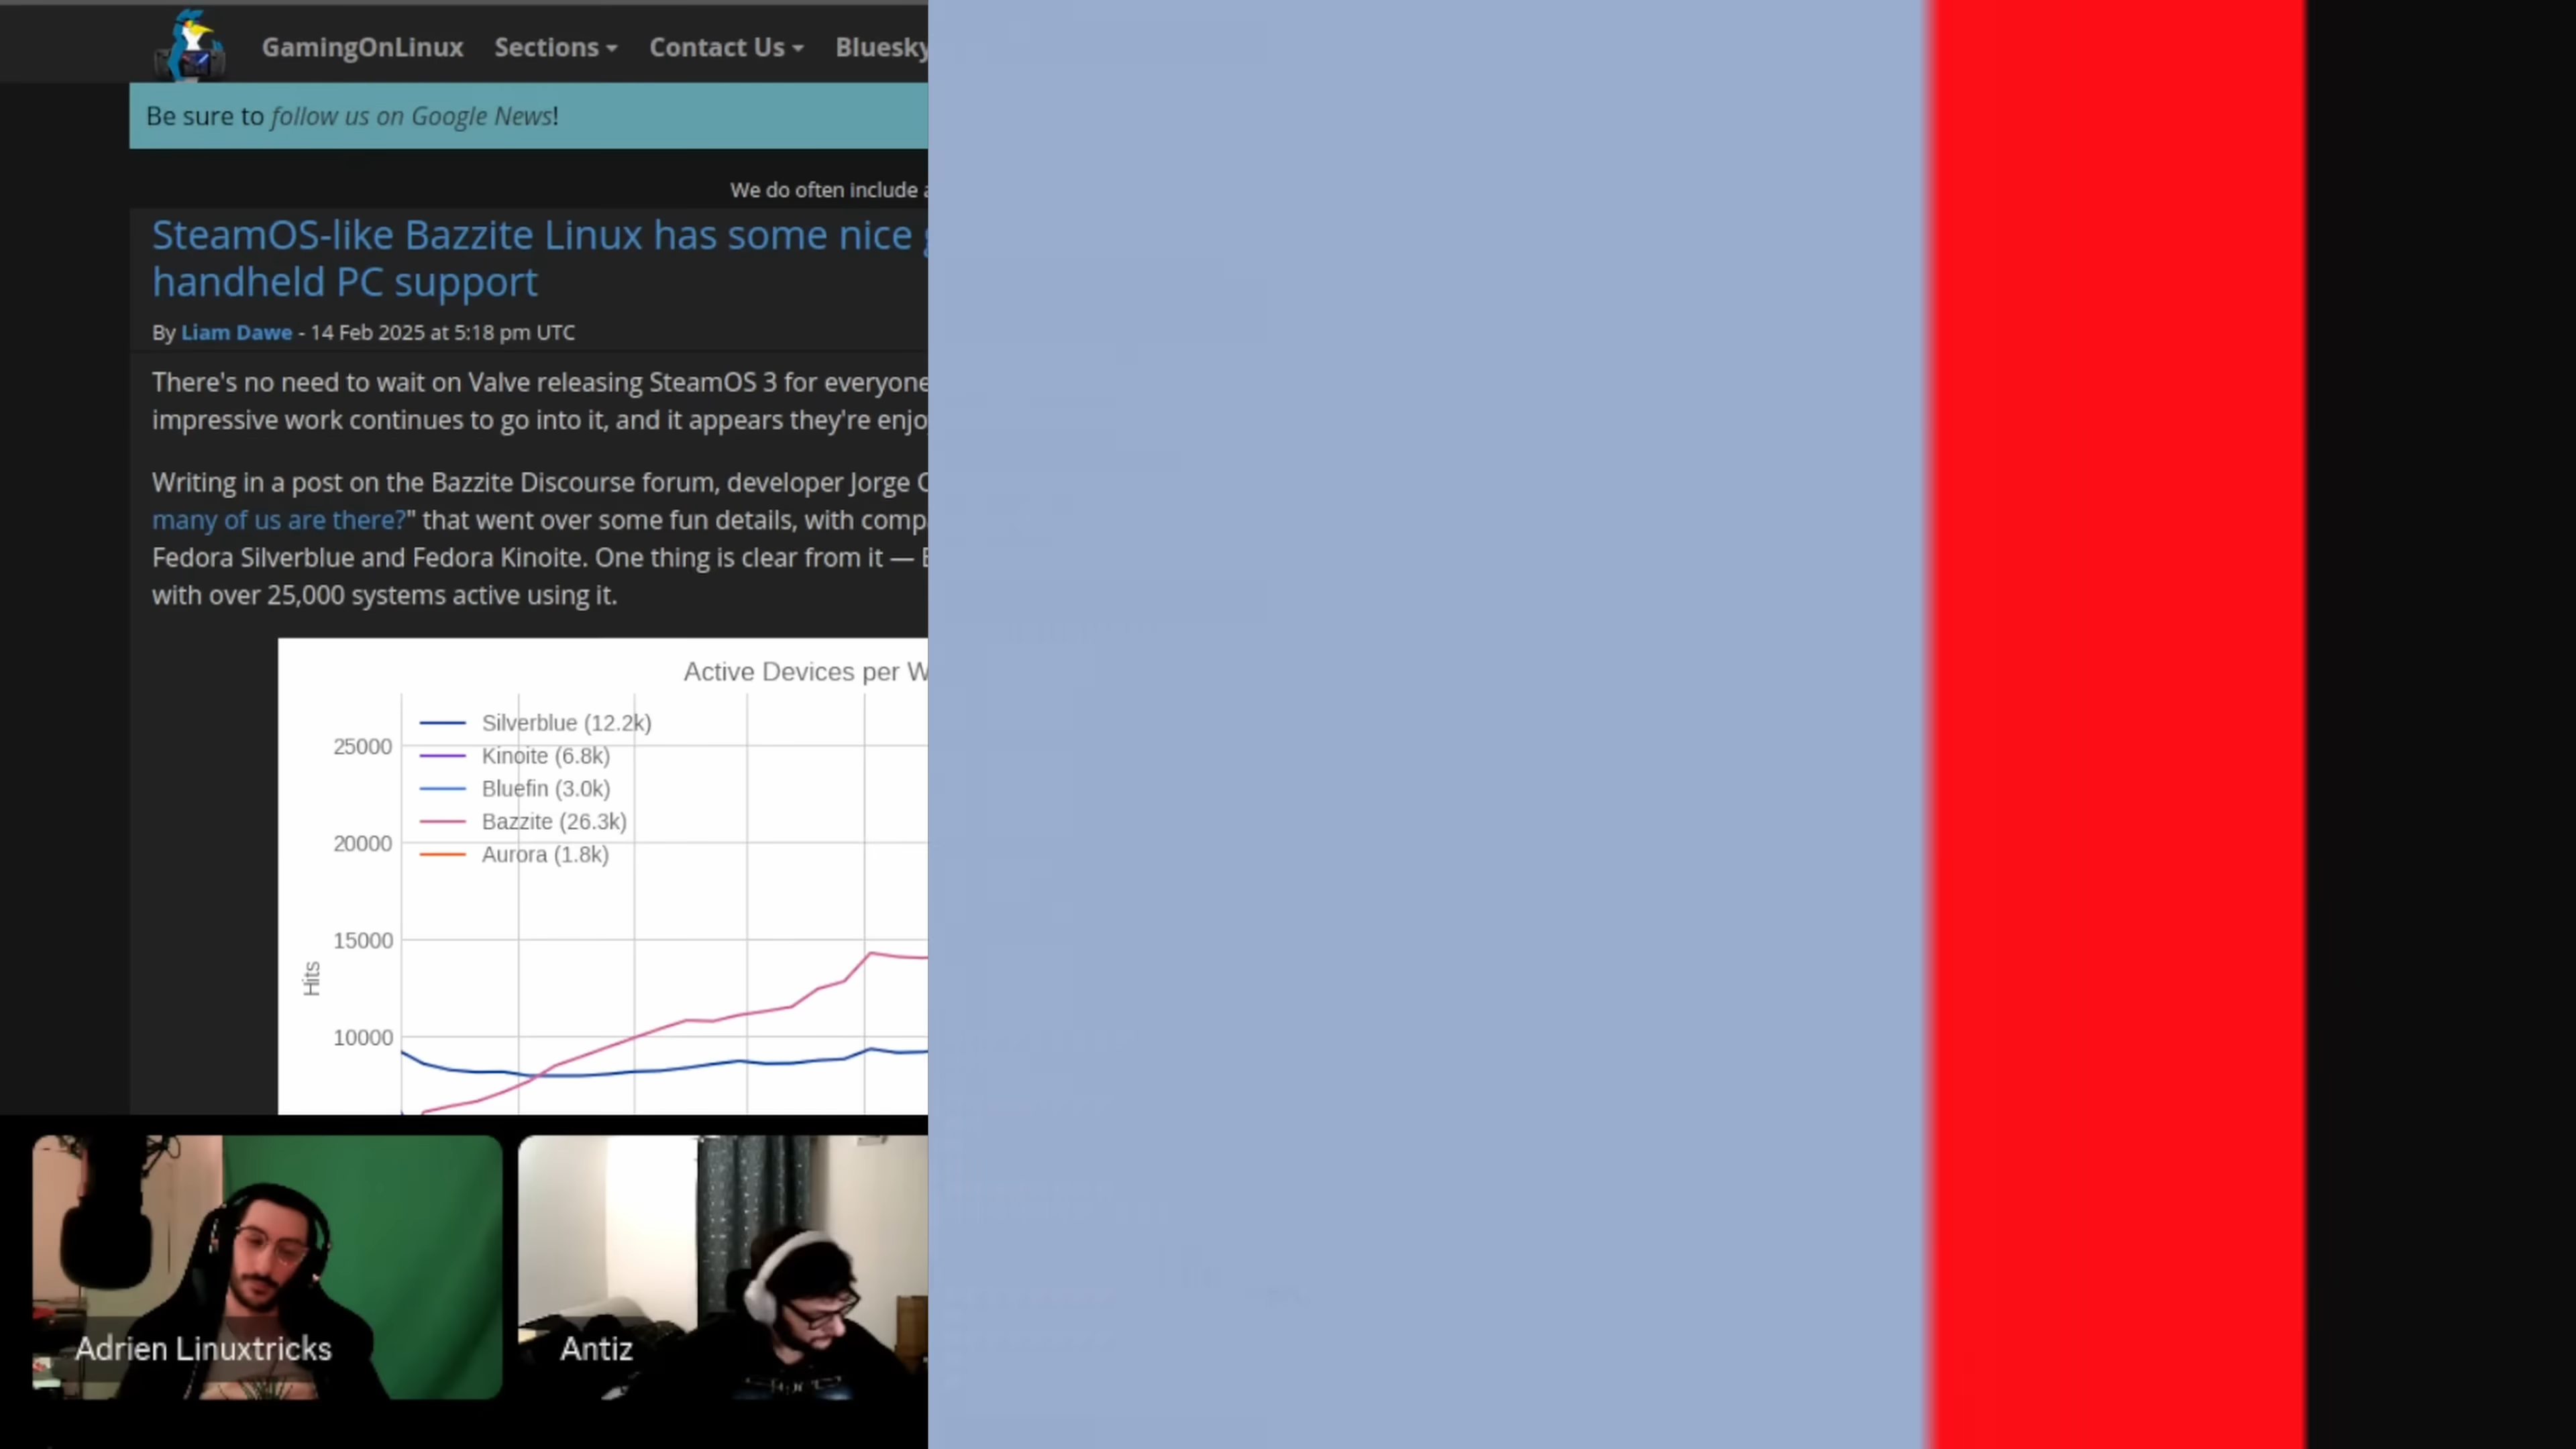 GamingOnLinux Sections Contact Us Bluesky
Be sure to follow us on Google News!
We do often include
SteamOS-like Bazzite Linux has some nice
handheld PC support
By Liam Dawe - 14 Feb 2025 at 5:18 pm UTC
There's no need to wait on Valve releasing SteamOS 3 for everyone
impressive work continues to go into it, and it appears they're enjo
Writing in a post on the Bazzite Discourse forum, developer Jorge
many of us are there?" that went over some fun details, with comp
Fedora Silverblue and Fedora Kinoite. One thing is clear from it —
with over 25,000 systems active using it.
Active Devices per W
Silverblue (12.2k)
Kinoite (6.8k)
Bluefin (3.0k)
Bazzite (26.3k)
Aurora (1.8k)
25000
20000
15000
10000
Hits
Adrien Linuxtricks
Antiz